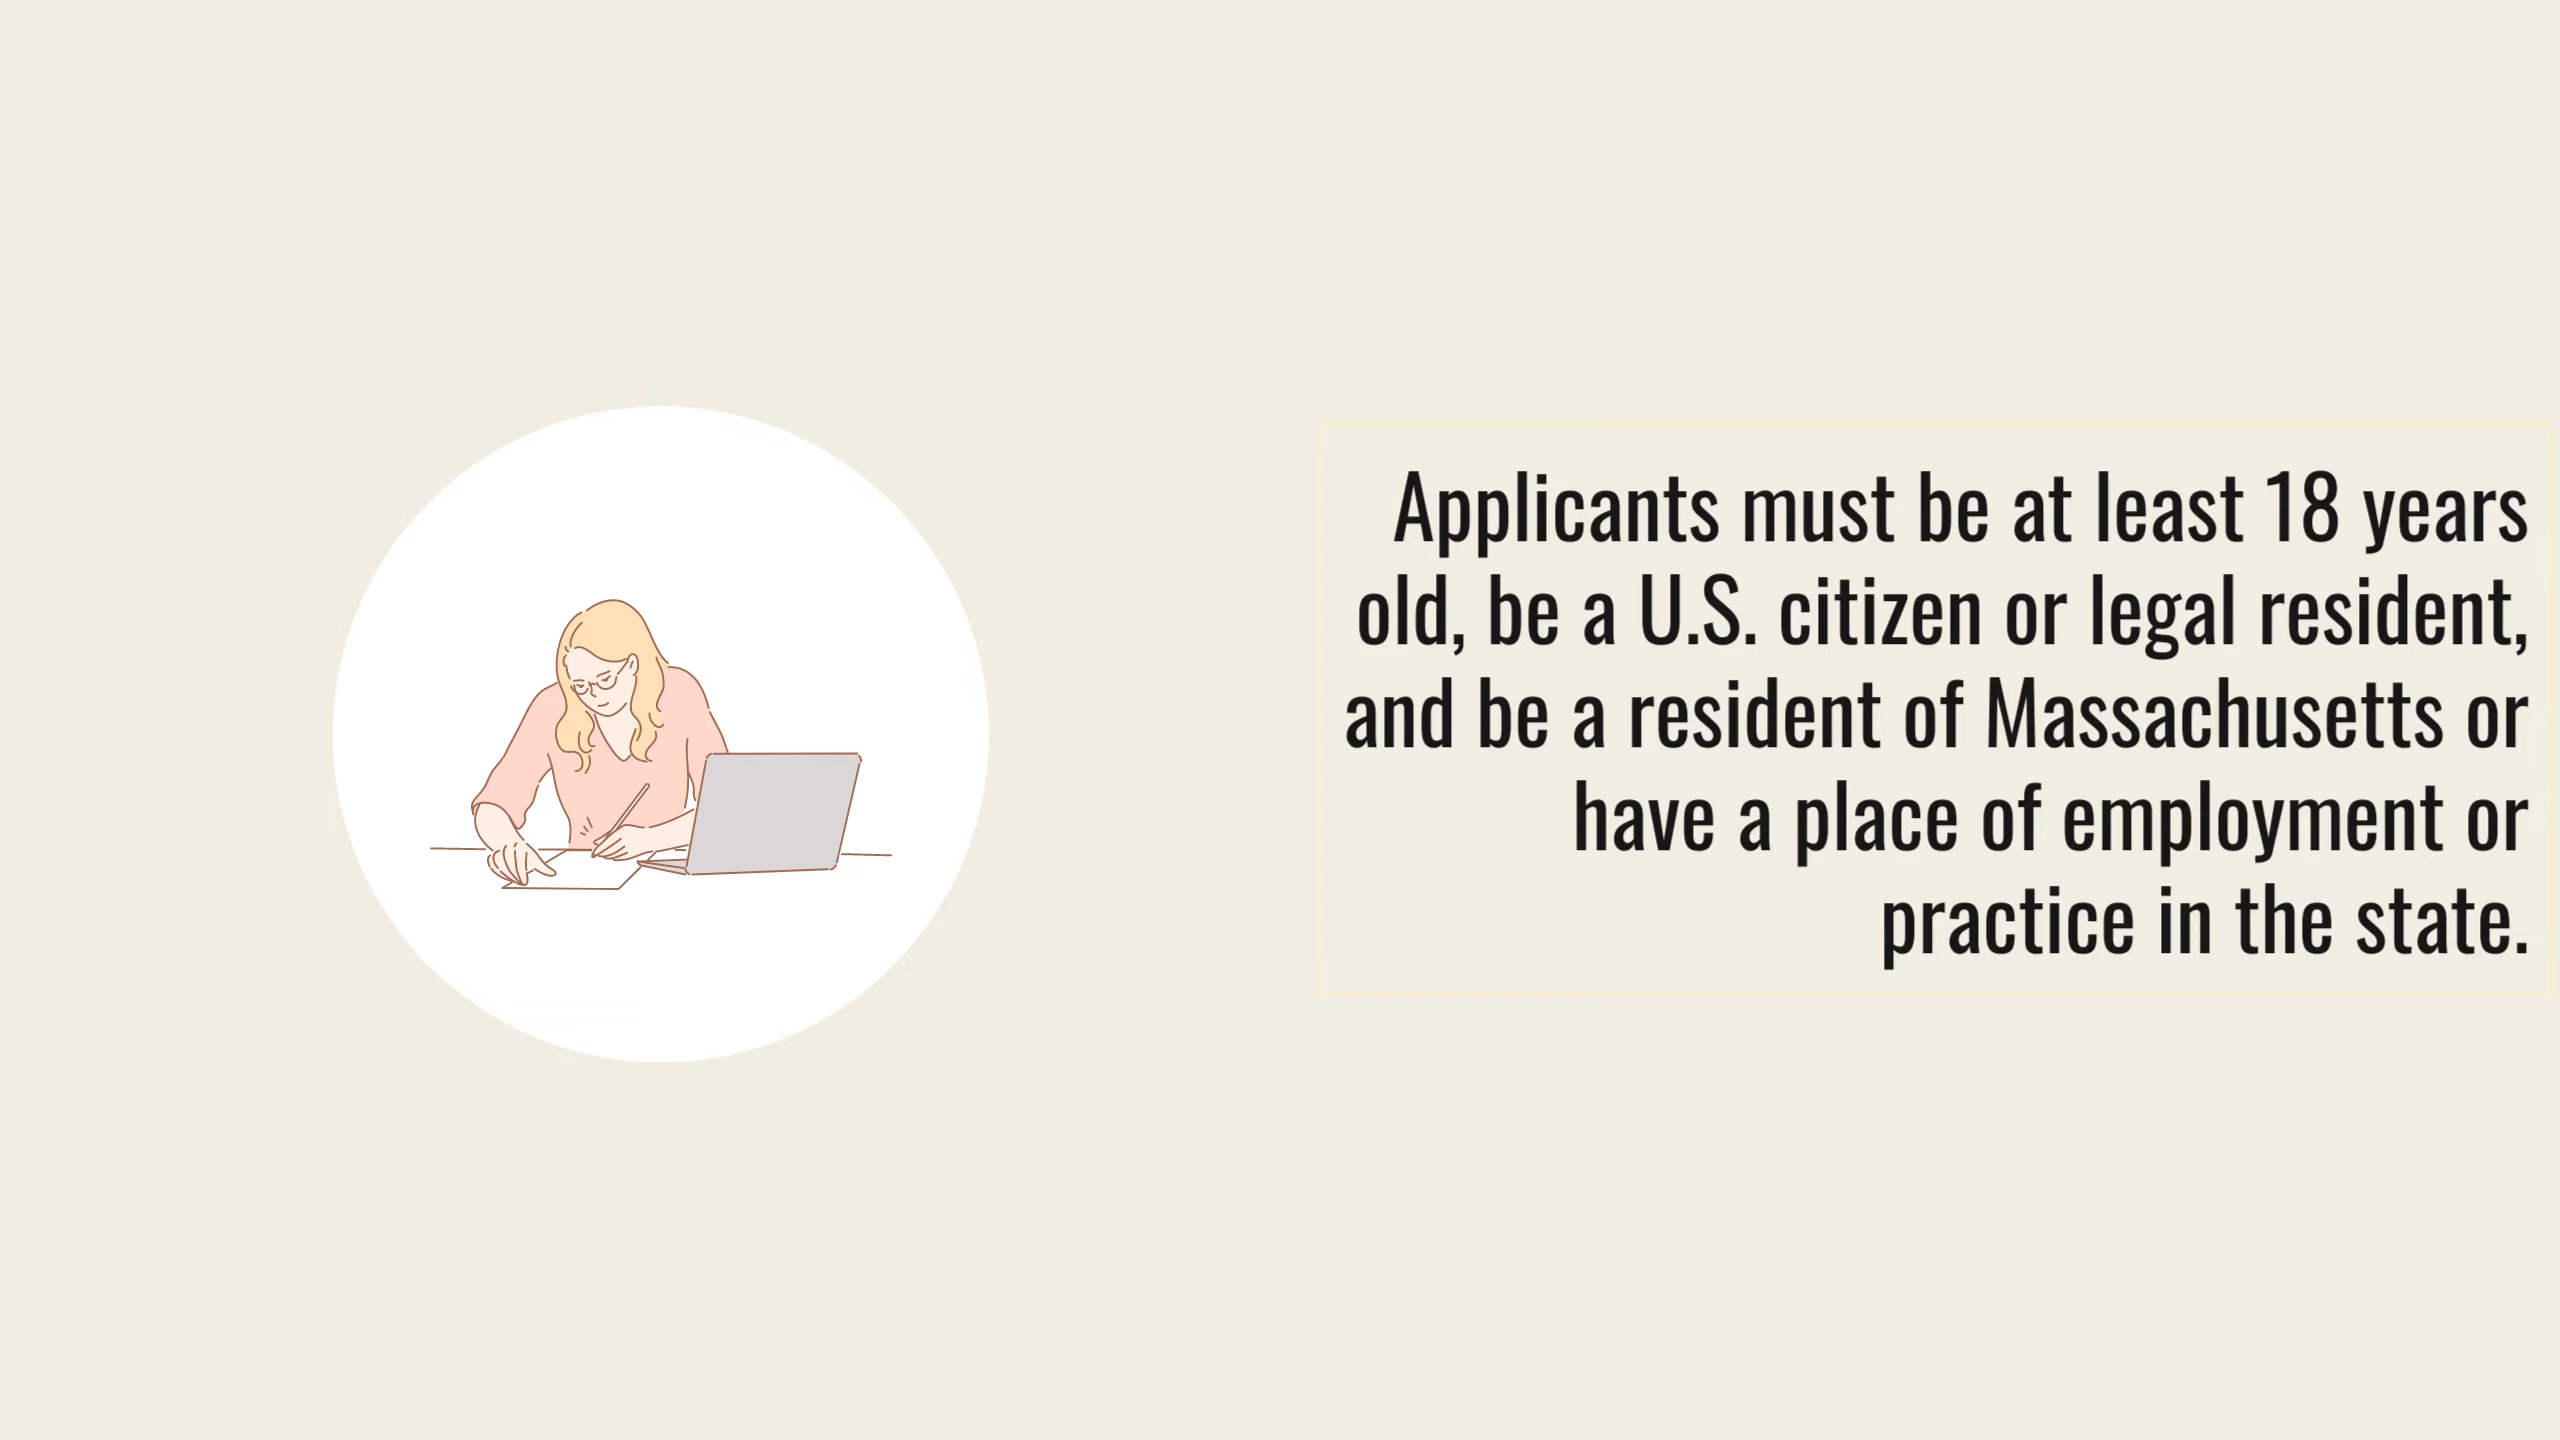 Applicants must be at least 18 years
old, be a U.S. citizen or legal resident,
and be a resident of Massachusetts or
have a place of employment or
practice in the state.